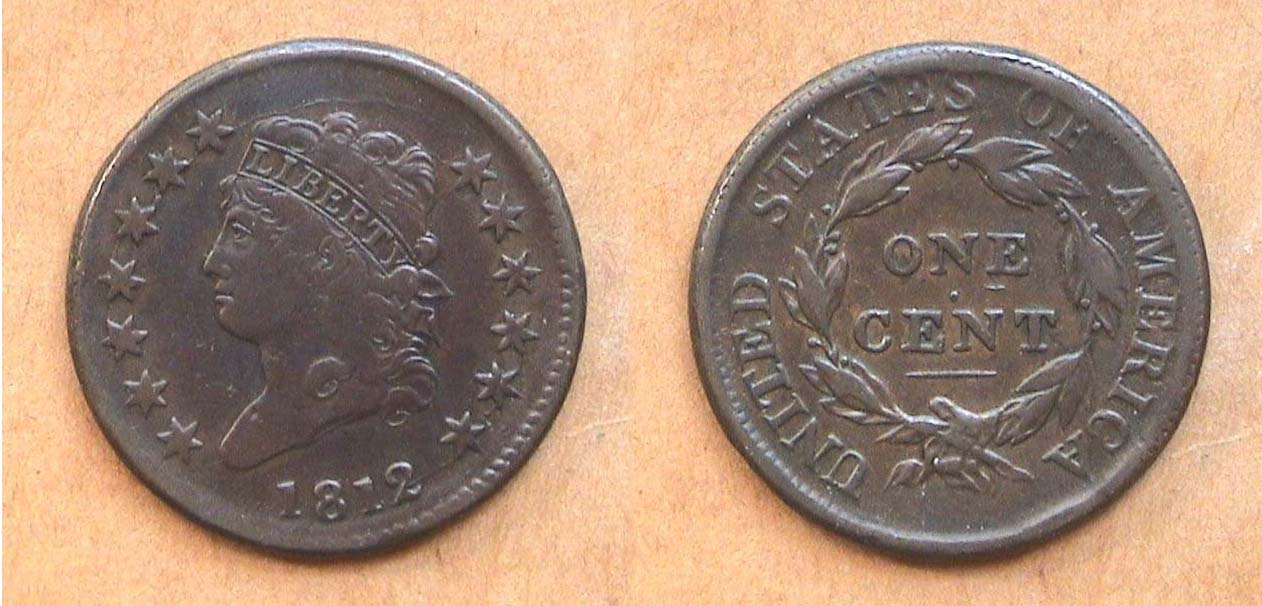 LIBERTY
1812
UNITED STATES OF AMERICA
ONE
CENT